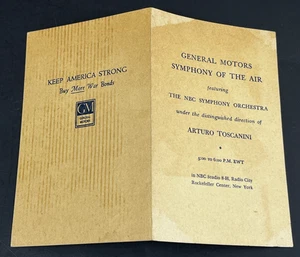 KEEP AMERICA STRONG
Buy More War Bonds
GM
GENERAL
MOTORS
GENERAL MOTORS
SYMPHONY OF THE AIR
featuring
THE NBC SYMPHONY ORCHESTRA
under the distinguished direction of
ARTURO TOSCANINI
5:00 to 6:00 P.M. EWT
in NBC Studio 8-H, Radio City
Rockefeller Center, New York